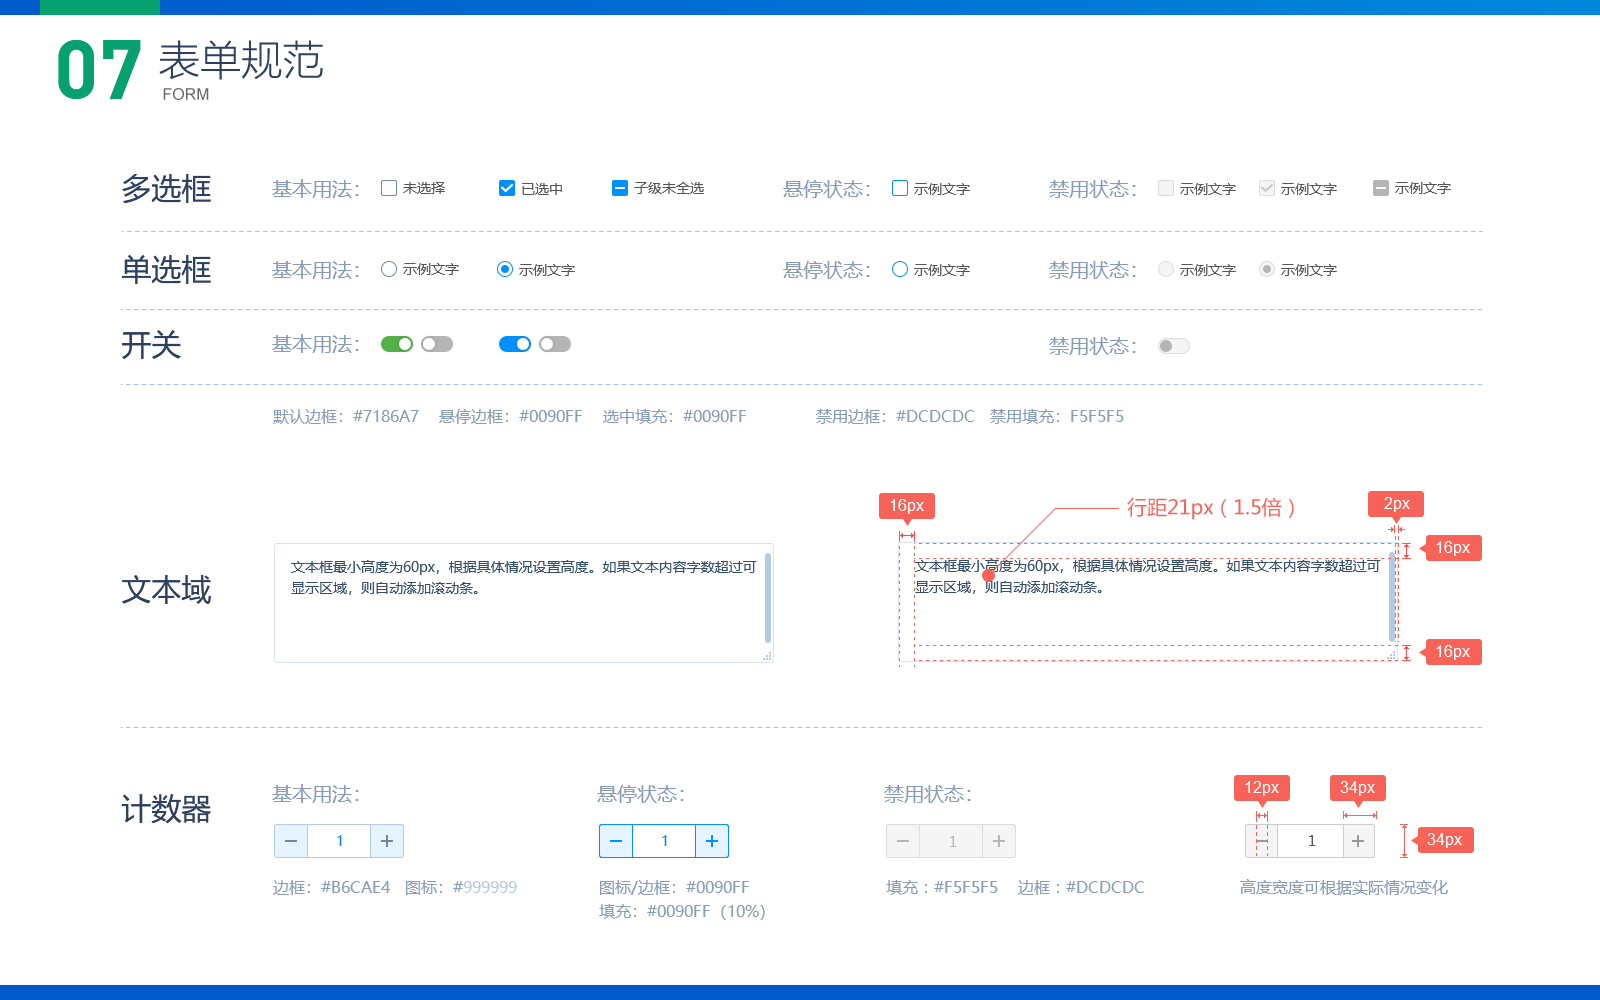 07 表单规范
FORM
多选框 基本用法： 未选择 已选中 子级未全选 悬停状态： 示例文字 禁用状态： 示例文字 示例文字 示例文字
单选框 基本用法： 示例文字 示例文字 悬停状态： 示例文字 禁用状态： 示例文字 示例文字
开关 基本用法： 禁用状态：
默认边框：#7186A7 悬停边框：#0090FF 选中填充：#0090FF 禁用边框：#DCDCDC 禁用填充：F5F5F5
文本域
文本框最小高度为60px，根据具体情况设置高度。如果文本内容字数超过可
显示区域，则自动添加滚动条。
16px 行距21px（1.5倍） 2px
16px
文本框最小高度为60px，根据具体情况设置高度。如果文本内容字数超过可
显示区域，则自动添加滚动条。
16px
计数器
基本用法：
1
边框：#B6CAE4 图标：#999999
悬停状态：
1
图标/边框：#0090FF
填充：#0090FF（10%）
禁用状态：
1
填充：#F5F5F5 边框：#DCDCDC
12px 34px
1 34px
高度宽度可根据实际情况变化